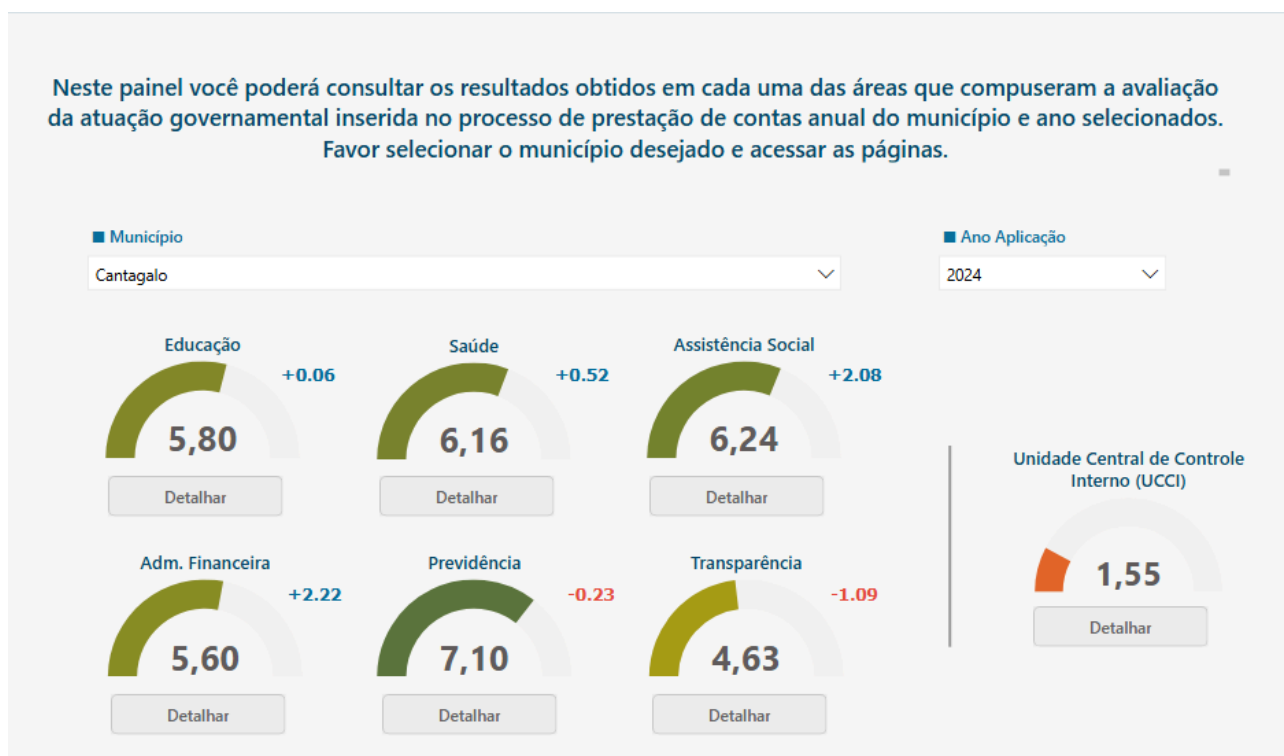 Neste painel você poderá consultar os resultados obtidos em cada uma das áreas que compuseram a avaliação
da atuação governamental inserida no processo de prestação de contas anual do município e ano selecionados.
Favor selecionar o município desejado e acessar as páginas.
Município
Cantagalo
Ano Aplicação
2024
Educação
+0.06
5,80
Detalhar
Saúde
+0.52
6,16
Detalhar
Assistência Social
+2.08
6,24
Detalhar
Adm. Financeira
+2.22
5,60
Detalhar
Previdência
-0.23
7,10
Detalhar
Transparência
-1.09
4,63
Detalhar
Unidade Central de Controle
Interno (UCCI)
1,55
Detalhar